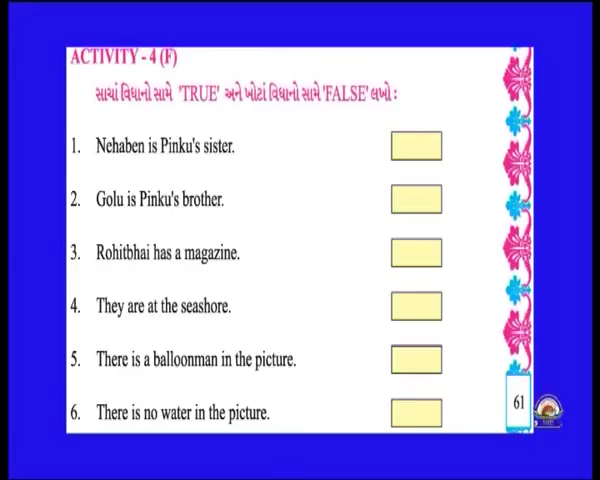 ACTIVITY - 4 (F)
સાચાં વિધાનો સામે 'TRUE' અને ખોટાં વિધાનો સામે 'FALSE' લખો :
1. Nehaben is Pinku's sister.
2. Golu is Pinku's brother.
3. Rohitbhai has a magazine.
4. They are at the seashore.
5. There is a balloonman in the picture.
6. There is no water in the picture.
61